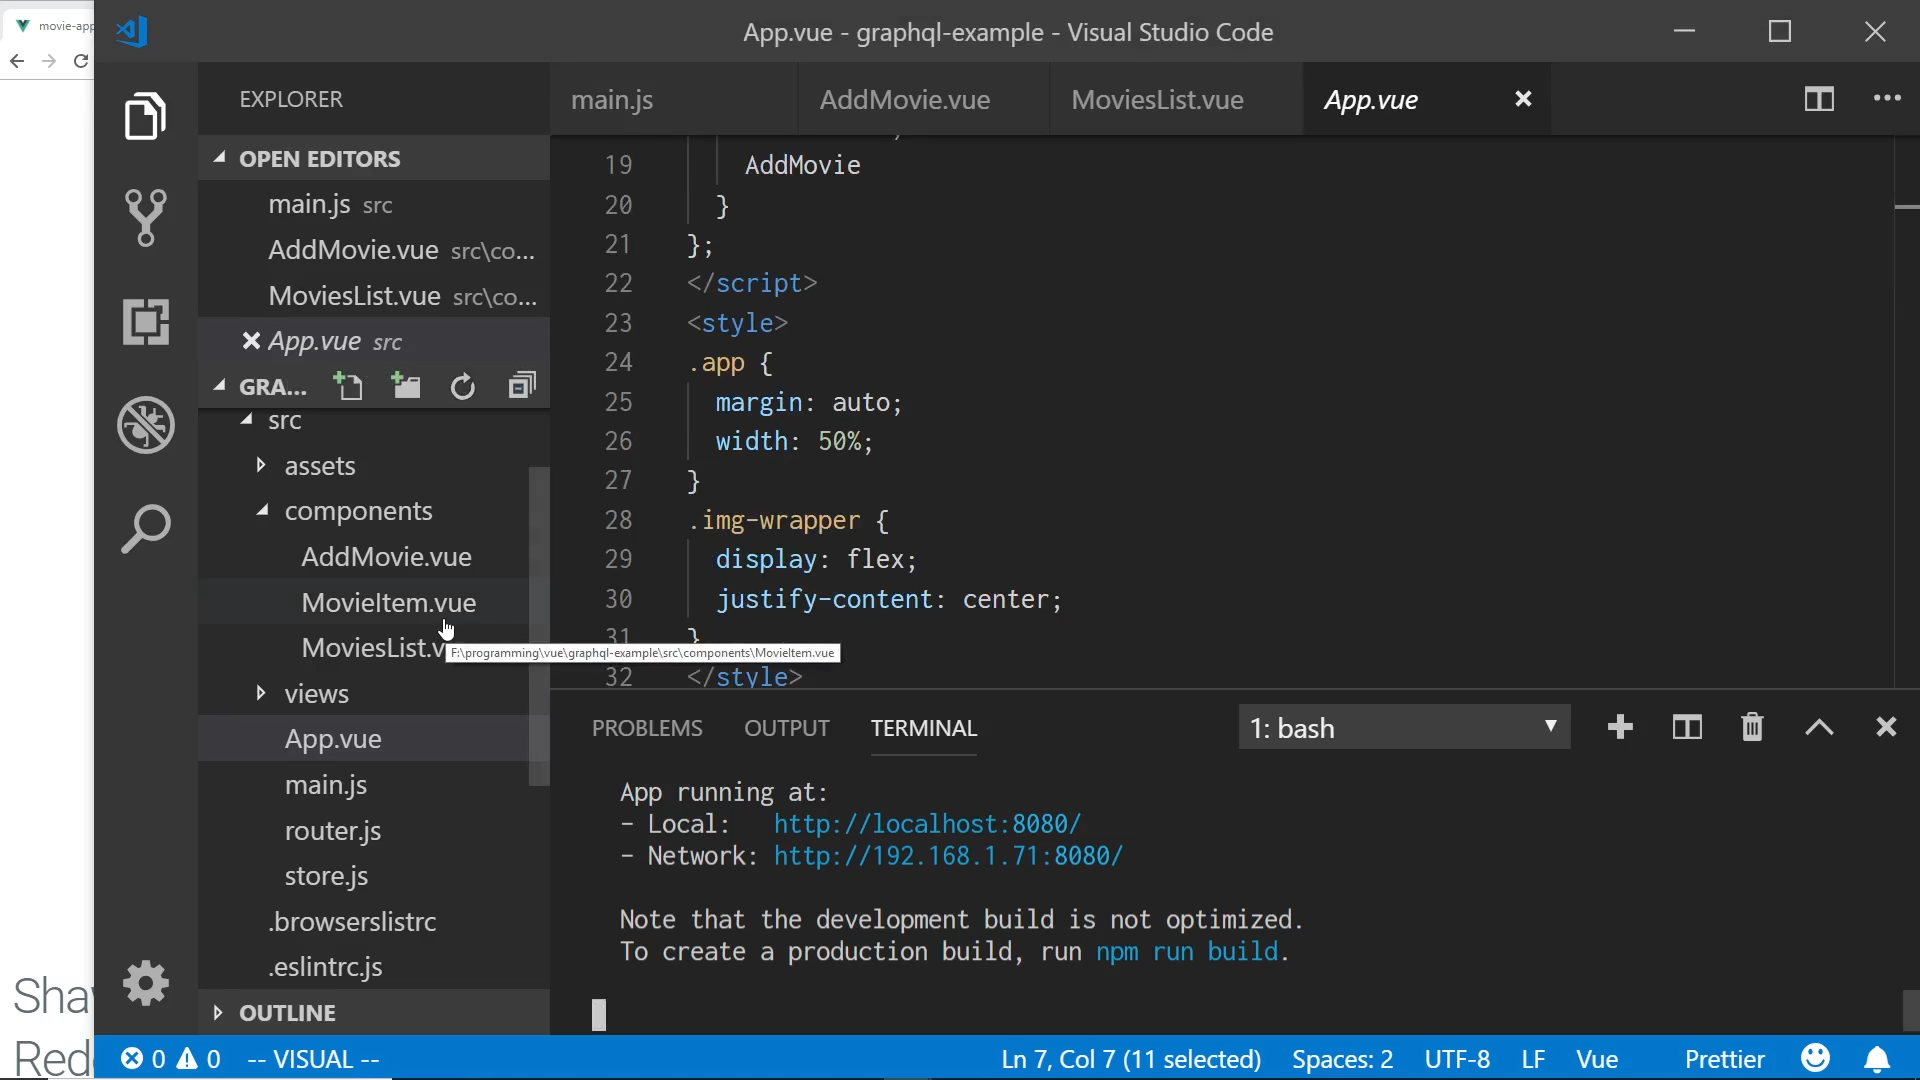 movie-app
App.vue - graphql-example - Visual Studio Code
EXPLORER
OPEN EDITORS
main.js src
AddMovie.vue src\co...
MoviesList.vue src\co...
App.vue src
GRA...
src
assets
components
AddMovie.vue
MovieItem.vue
MoviesList.v
F:\programming\vue\graphql-example\src\components\MovieItem.vue
views
App.vue
main.js
router.js
store.js
.browserslistrc
.eslintrc.js
OUTLINE
main.js AddMovie.vue MoviesList.vue App.vue
19 AddMovie
20 }
21 };
22 </script>
23 <style>
24 .app {
25 margin: auto;
26 width: 50%;
27 }
28 .img-wrapper {
29 display: flex;
30 justify-content: center;
31 }
32 </style>
PROBLEMS OUTPUT TERMINAL 1: bash
App running at:
- Local: http://localhost:8080/
- Network: http://192.168.1.71:8080/
Note that the development build is not optimized.
To create a production build, run npm run build.
Sha
Red
0 0 -- VISUAL -- Ln 7, Col 7 (11 selected) Spaces: 2 UTF-8 LF Vue Prettier